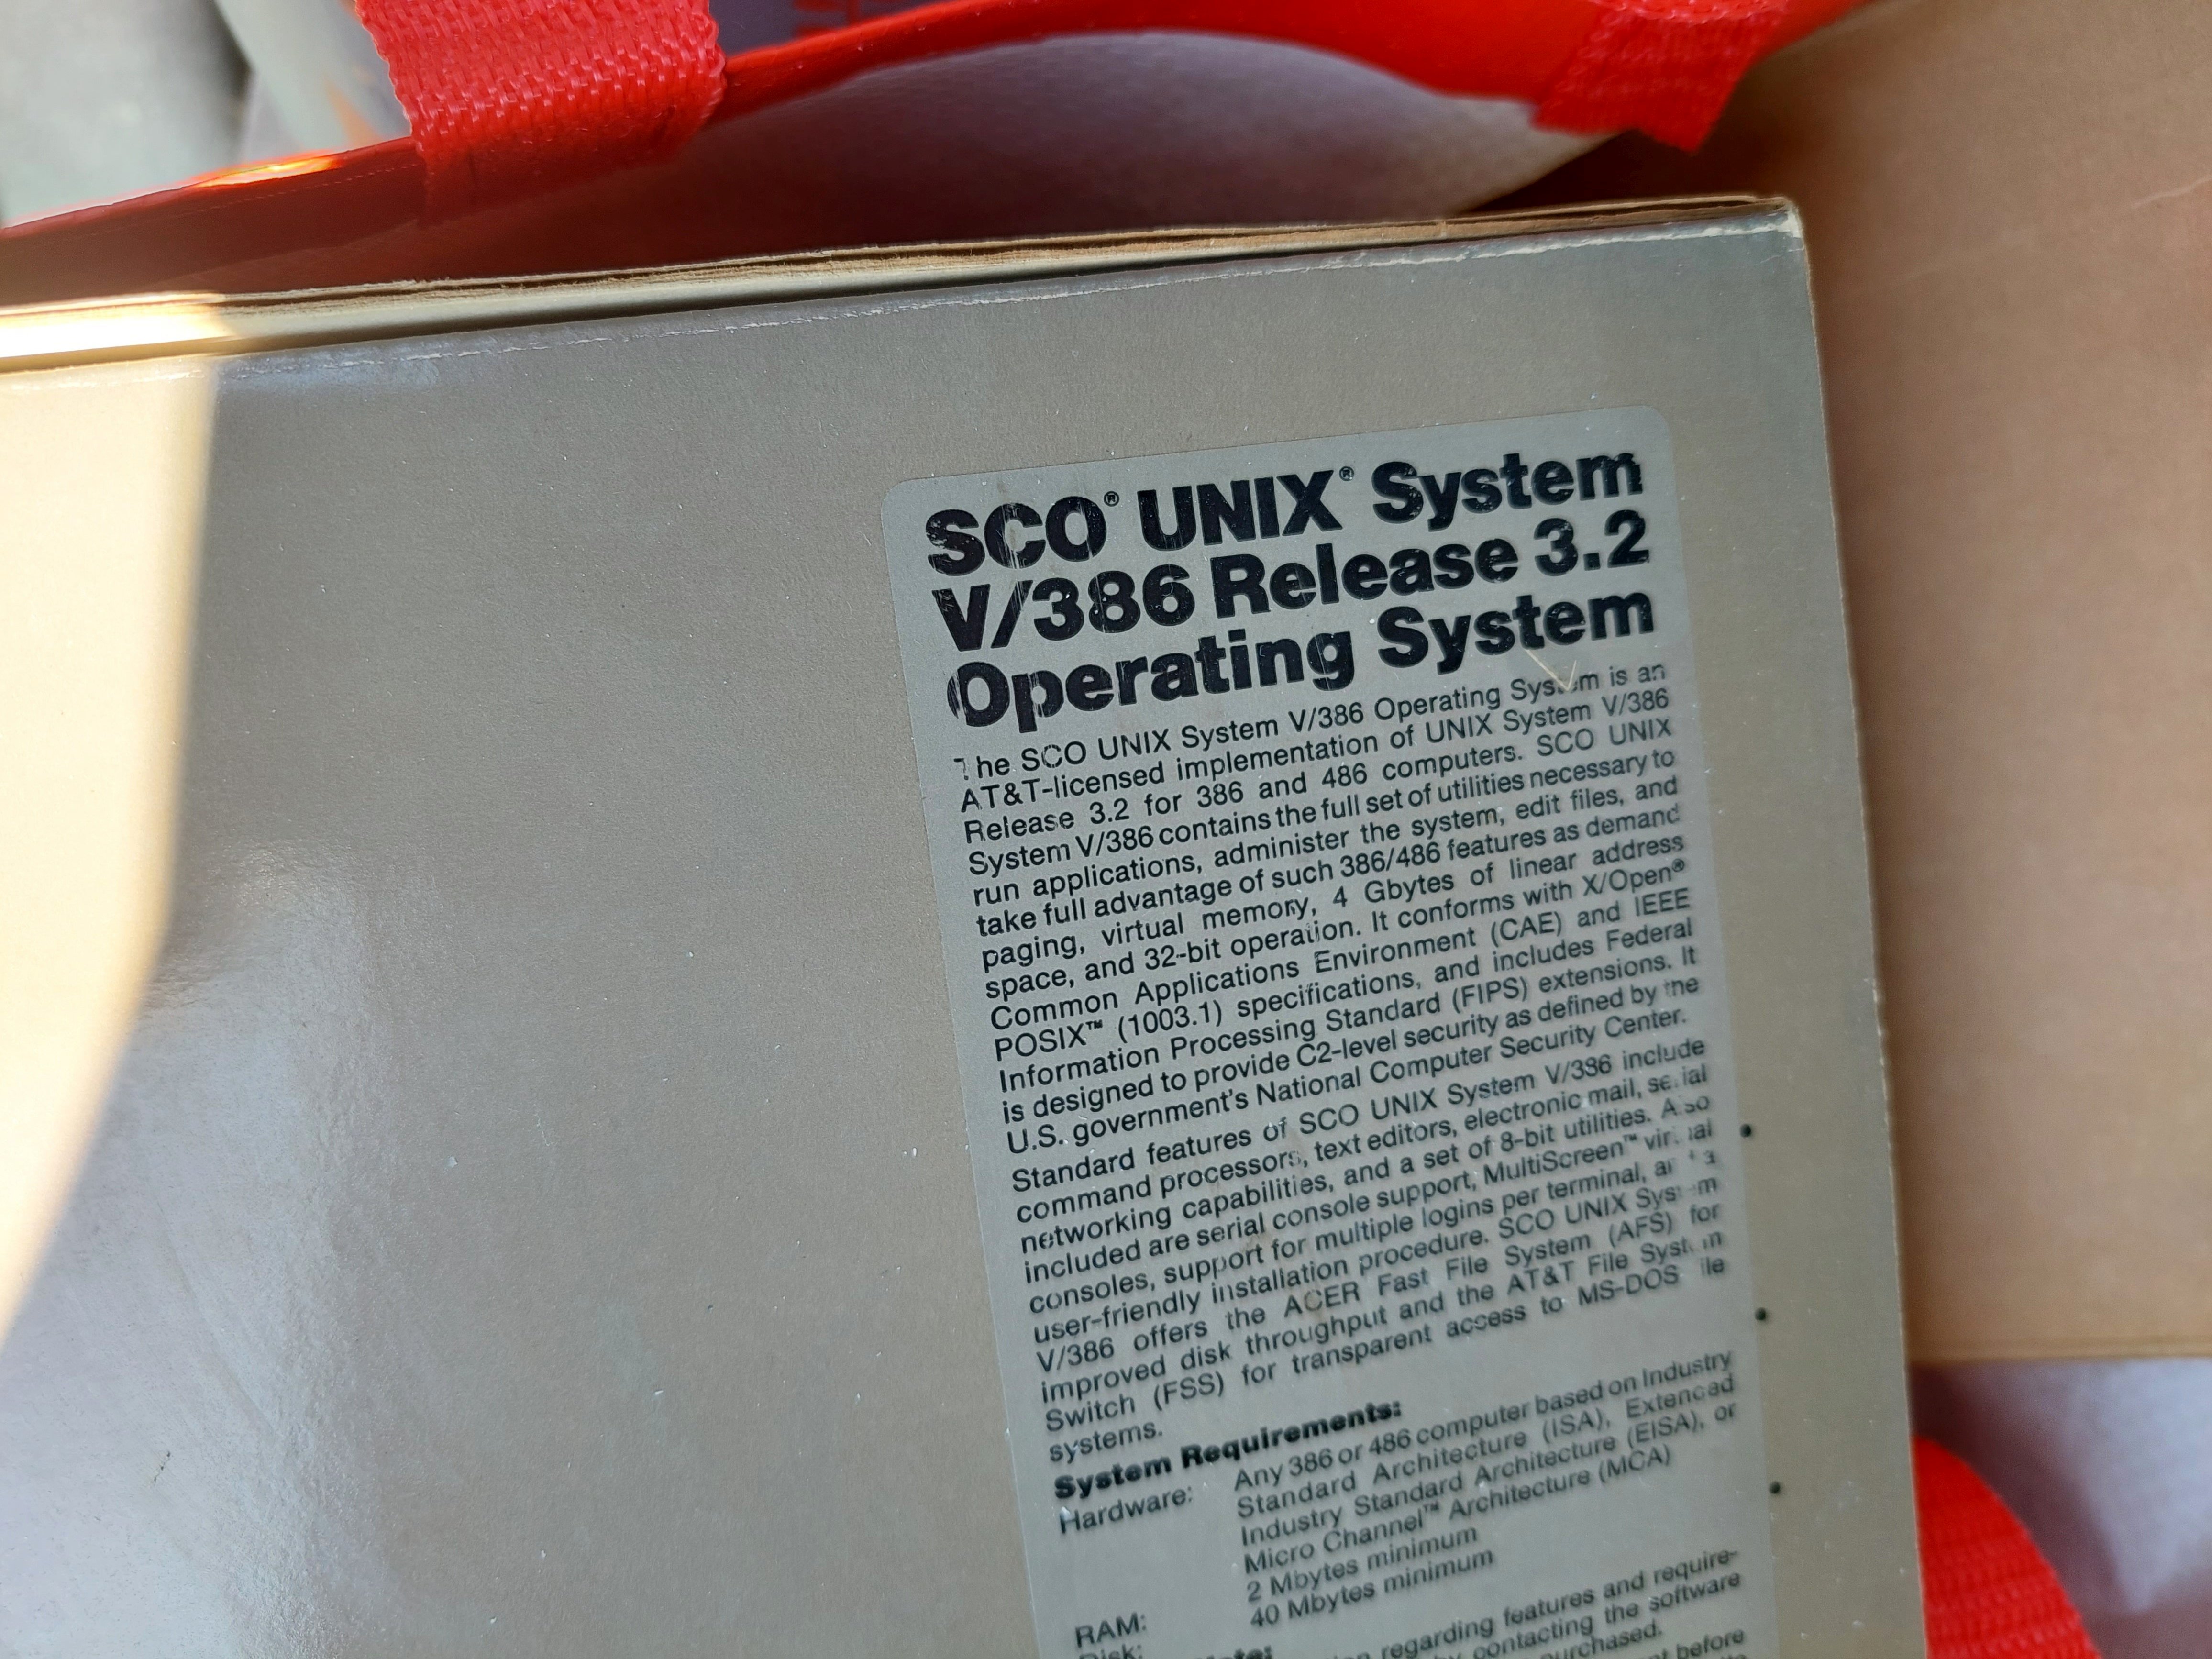 SCO® UNIX® System
V/386 Release 3.2
Operating System
The SCO UNIX System V/386 Operating System is an
AT&T-licensed implementation of UNIX System V/386
Release 3.2 for 386 and 486 computers. SCO UNIX
System V/386 contains the full set of utilities necessary to
run applications, administer the system, edit files, and
take full advantage of such 386/486 features as demand
paging, virtual memory, 4 Gbytes of linear address
space, and 32-bit operation. It conforms with X/Open®
Common Applications Environment (CAE) and IEEE
POSIX™ (1003.1) specifications, and includes Federal
Information Processing Standard (FIPS) extensions. It
is designed to provide C2-level security as defined by the
U.S. government's National Computer Security Center.
Standard features of SCO UNIX System V/386 include
command processors, text editors, electronic mail, serial
networking capabilities, and a set of 8-bit utilities. Also
included are serial console support, MultiScreen™ virtual
consoles, support for multiple logins per terminal, and a
user-friendly installation procedure. SCO UNIX System
V/386 offers the ACER Fast File System (AFS) for
improved disk throughput and the AT&T File System
Switch (FSS) for transparent access to MS-DOS file
systems.
System Requirements:
Hardware: Any 386 or 486 computer based on Industry
Standard Architecture (ISA), Extended
Industry Standard Architecture (EISA), or
Micro Channel™ Architecture (MCA)
RAM: 2 Mbytes minimum
Disk: 40 Mbytes minimum
regarding features and require-
contacting the software
purchased.
before